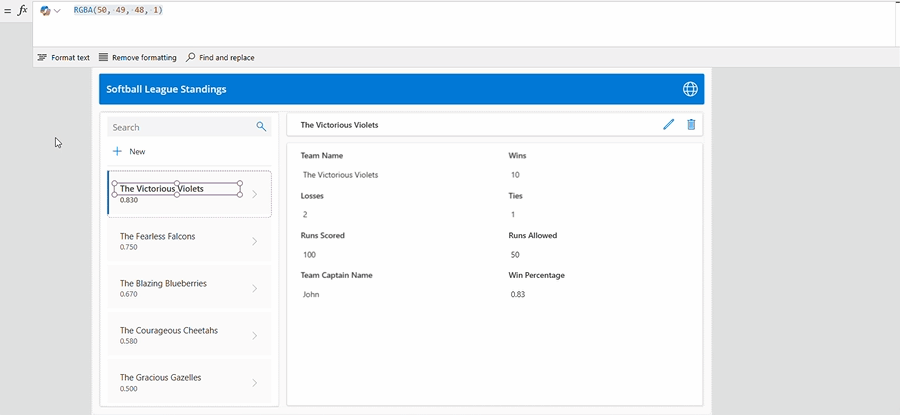 = fx RGBA(50, 49, 48, 1)
Format text Remove formatting Find and replace
Softball League Standings
Search
New
The Victorious Violets
0.830
The Fearless Falcons
0.750
The Blazing Blueberries
0.670
The Courageous Cheetahs
0.580
The Gracious Gazelles
0.500
The Victorious Violets
Team Name Wins
The Victorious Violets 10
Losses Ties
2 1
Runs Scored Runs Allowed
100 50
Team Captain Name Win Percentage
John 0.83